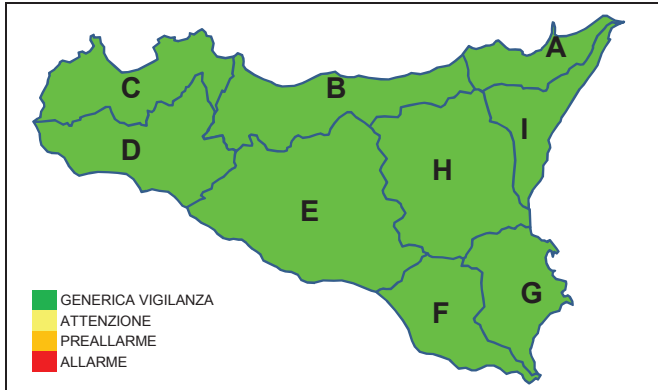 A
B
C
I
D
H
E
G
F
GENERICA VIGILANZA
ATTENZIONE
PREALLARME
ALLARME